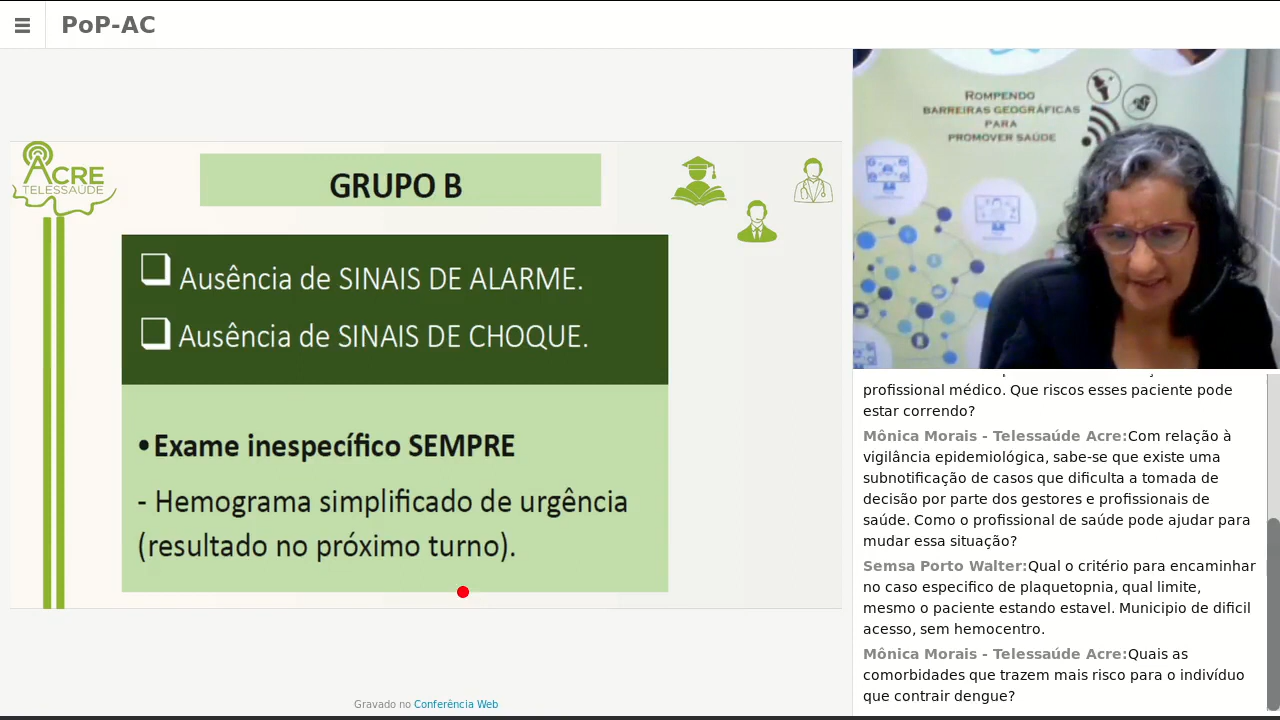 PoP-AC
ACRE
TELESSAÚDE
GRUPO B
Ausência de SINAIS DE ALARME.
Ausência de SINAIS DE CHOQUE.
•Exame inespecífico SEMPRE
- Hemograma simplificado de urgência
(resultado no próximo turno).
Gravado no Conferência Web
ROMPENDO
BARREIRAS GEOGRÁFICAS
PARA
PROMOVER SAÚDE
profissional médico. Que riscos esses paciente pode
estar correndo?
Mônica Morais - Telessaúde Acre:Com relação à
vigilância epidemiológica, sabe-se que existe uma
subnotificação de casos que dificulta a tomada de
decisão por parte dos gestores e profissionais de
saúde. Como o profissional de saúde pode ajudar para
mudar essa situação?
Semsa Porto Walter:Qual o critério para encaminhar
no caso especifico de plaquetopnia, qual limite,
mesmo o paciente estando estavel. Municipio de dificil
acesso, sem hemocentro.
Mônica Morais - Telessaúde Acre:Quais as
comorbidades que trazem mais risco para o indivíduo
que contrair dengue?